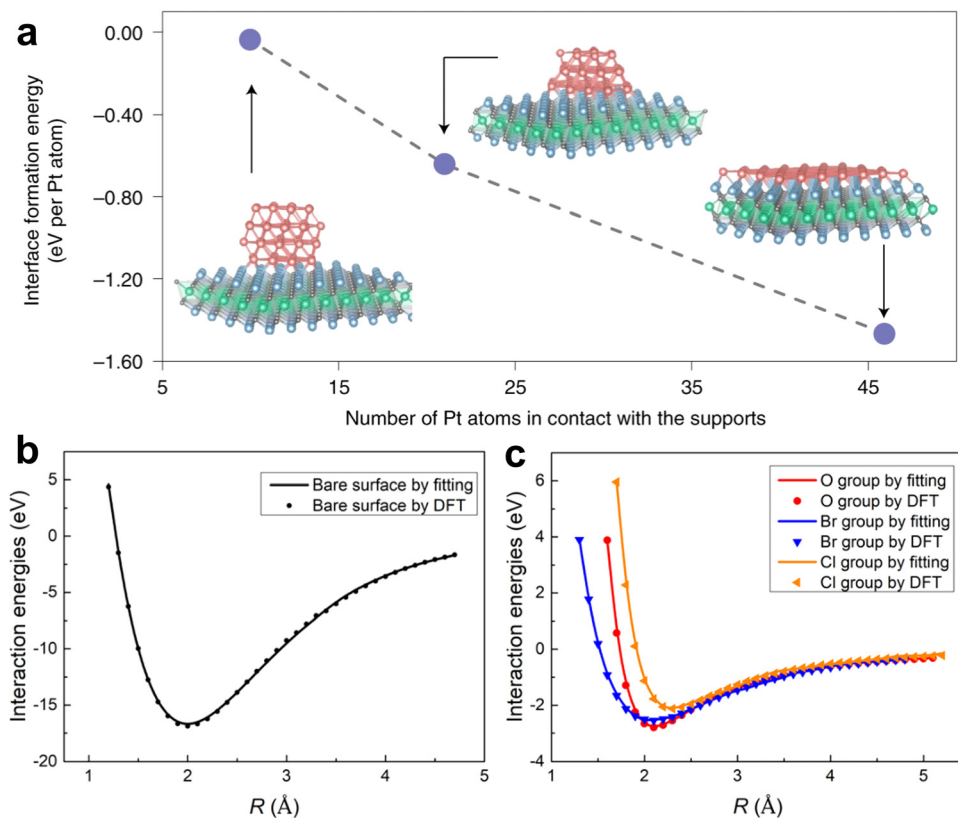 a
Interface formation energy
(eV per Pt atom)
0.00
−0.40
−0.80
−1.20
−1.60
5
15
25
35
45
Number of Pt atoms in contact with the supports
b
Interaction energies (eV)
5
0
-5
-10
-15
-20
Bare surface by fitting
Bare surface by DFT
1
2
3
4
5
R (Å)
c
Interaction energies (eV)
6
4
2
0
-2
-4
O group by fitting
O group by DFT
Br group by fitting
Br group by DFT
Cl group by fitting
Cl group by DFT
1
2
3
4
5
R (Å)